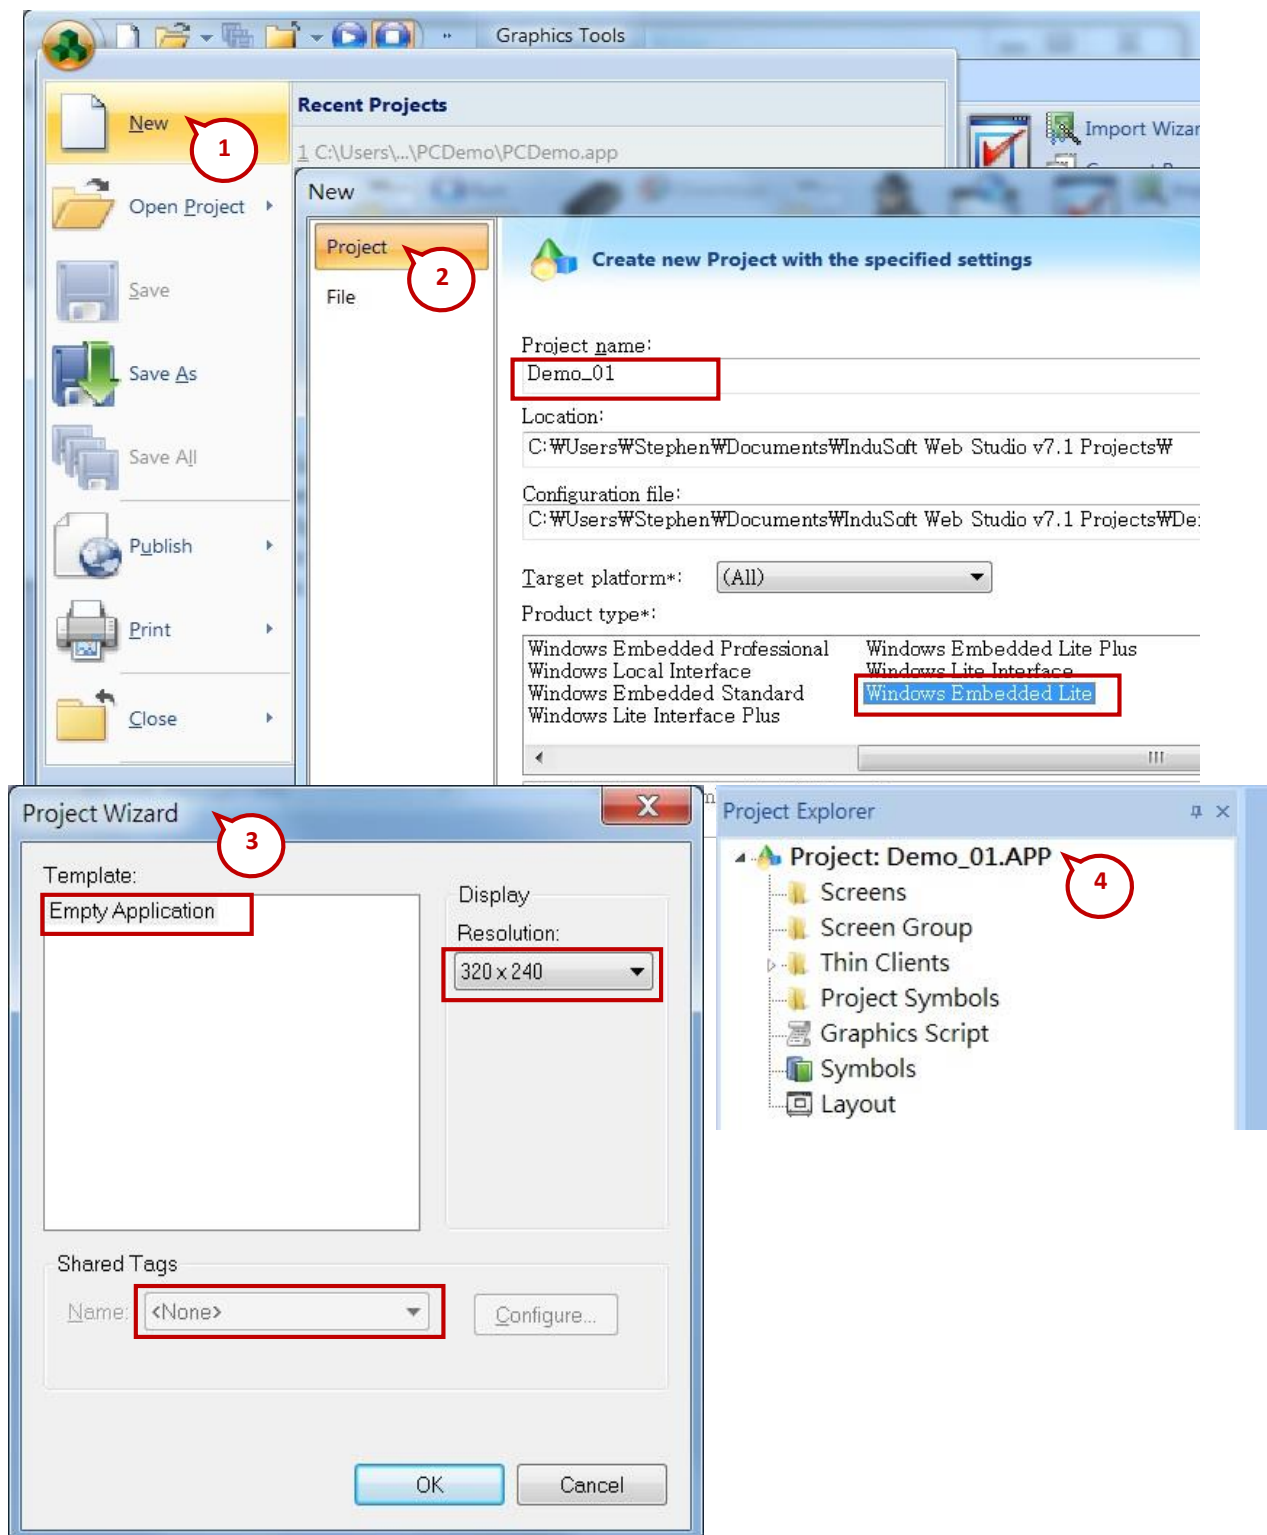 Graphics Tools
New
Recent Projects
1
1 C:\Users\...\PCDemo\PCDemo.app
Import Wizar
Open Project
New
Project
2
Create new Project with the specified settings
File
Save
Project name:
Demo_01
Save As
Location:
C:₩Users₩Stephen₩Documents₩InduSoft Web Studio v7.1 Projects₩
Save All
Configuration file:
C:₩Users₩Stephen₩Documents₩InduSoft Web Studio v7.1 Projects₩De
Publish
Target platform*:
(All)
Product type*:
Print
Windows Embedded Professional
Windows Embedded Lite Plus
Windows Local Interface
Windows Lite Interface
Windows Embedded Standard
Windows Embedded Lite
Windows Lite Interface Plus
Close
Project Wizard
3
Template:
Empty Application
Display
Resolution:
320 x 240
Shared Tags
Name:
<None>
Configure...
OK
Cancel
Project Explorer
Project: Demo_01.APP
4
Screens
Screen Group
Thin Clients
Project Symbols
Graphics Script
Symbols
Layout